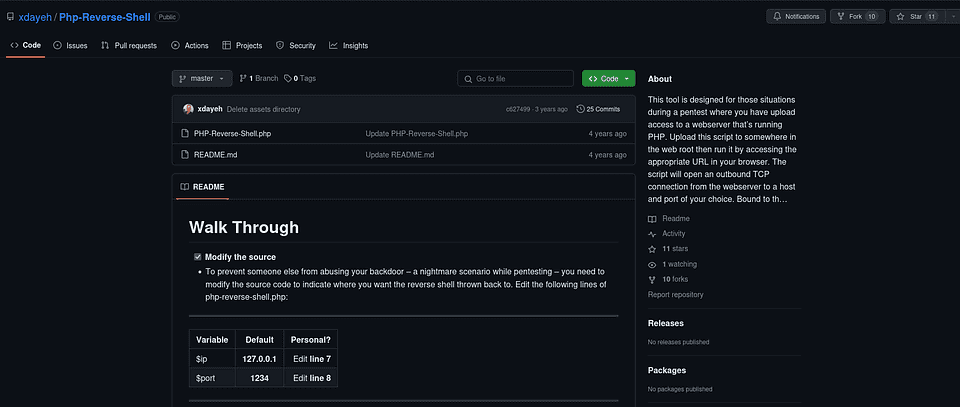 xdayeh / Php-Reverse-Shell Public
Notifications Fork 10 Star 11
Code Issues Pull requests Actions Projects Security Insights
master 1 Branch 0 Tags Go to file Code
xdayeh Delete assets directory c627499 · 3 years ago 25 Commits
PHP-Reverse-Shell.php Update PHP-Reverse-Shell.php 4 years ago
README.md Update README.md 4 years ago
README
Walk Through
Modify the source
• To prevent someone else from abusing your backdoor – a nightmare scenario while pentesting – you need to
modify the source code to indicate where you want the reverse shell thrown back to. Edit the following lines of
php-reverse-shell.php:
Variable Default Personal?
$ip 127.0.0.1 Edit line 7
$port 1234 Edit line 8
About
This tool is designed for those situations
during a pentest where you have upload
access to a webserver that's running
PHP. Upload this script to somewhere in
the web root then run it by accessing the
appropriate URL in your browser. The
script will open an outbound TCP
connection from the webserver to a host
and port of your choice. Bound to th…
Readme
Activity
11 stars
1 watching
10 forks
Report repository
Releases
No releases published
Packages
No packages published